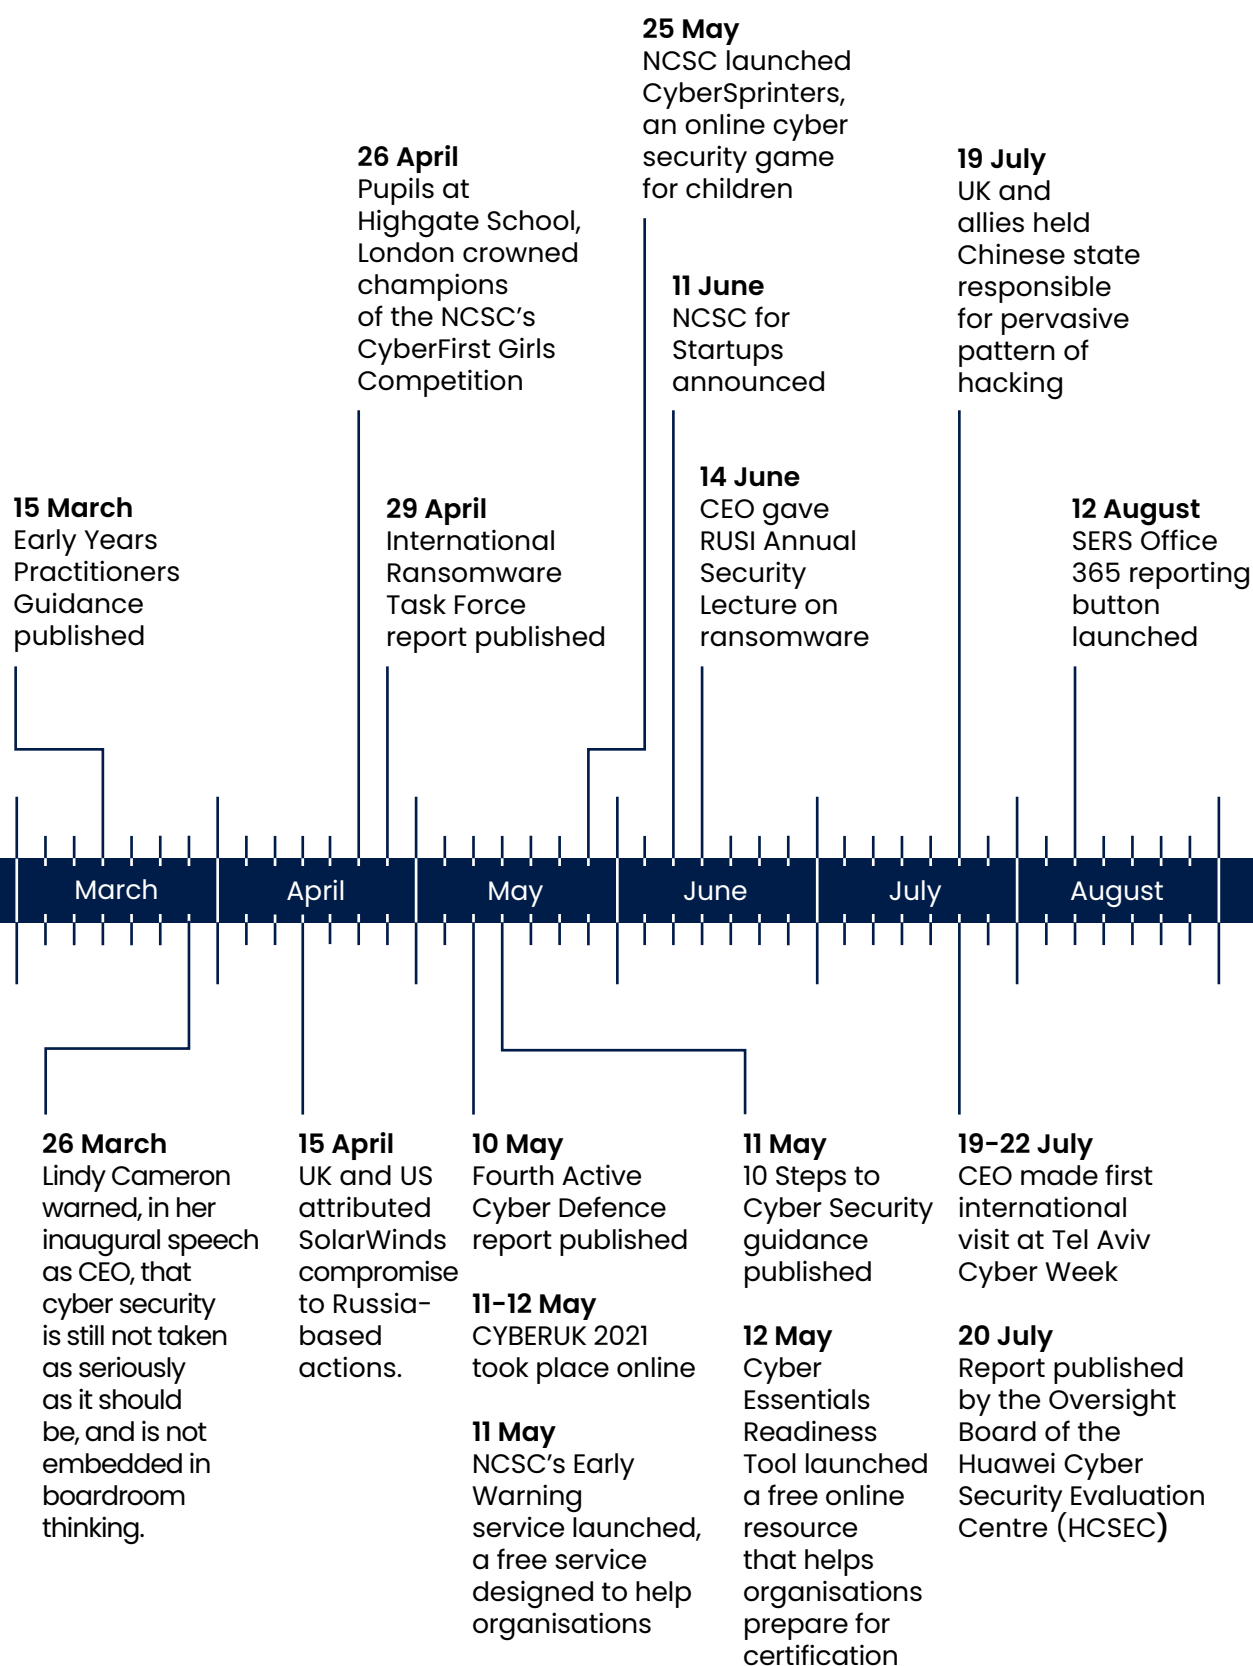 25 May
NCSC launched
CyberSprinters,
an online cyber
security game
for children
26 April
Pupils at
Highgate School,
London crowned
champions
of the NCSC’s
CyberFirst Girls
Competition
19 July
UK and
allies held
Chinese state
responsible
for pervasive
pattern of
hacking
11 June
NCSC for
Startups
announced
14 June
CEO gave
RUSI Annual
Security
Lecture on
ransomware
15 March
Early Years
Practitioners
Guidance
published
29 April
International
Ransomware
Task Force
report published
12 August
SERS Office
365 reporting
button
launched
March
April
May
June
July
August
26 March
Lindy Cameron
warned, in her
inaugural speech
as CEO, that
cyber security
is still not taken
as seriously
as it should
be, and is not
embedded in
boardroom
thinking.
15 April
UK and US
attributed
SolarWinds
compromise
to Russia-
based
actions.
10 May
Fourth Active
Cyber Defence
report published
11-12 May
CYBERUK 2021
took place online
11 May
NCSC’s Early
Warning
service launched,
a free service
designed to help
organisations
11 May
10 Steps to
Cyber Security
guidance
published
12 May
Cyber
Essentials
Readiness
Tool launched
a free online
resource
that helps
organisations
prepare for
certification
19-22 July
CEO made first
international
visit at Tel Aviv
Cyber Week
20 July
Report published
by the Oversight
Board of the
Huawei Cyber
Security Evaluation
Centre (HCSEC)